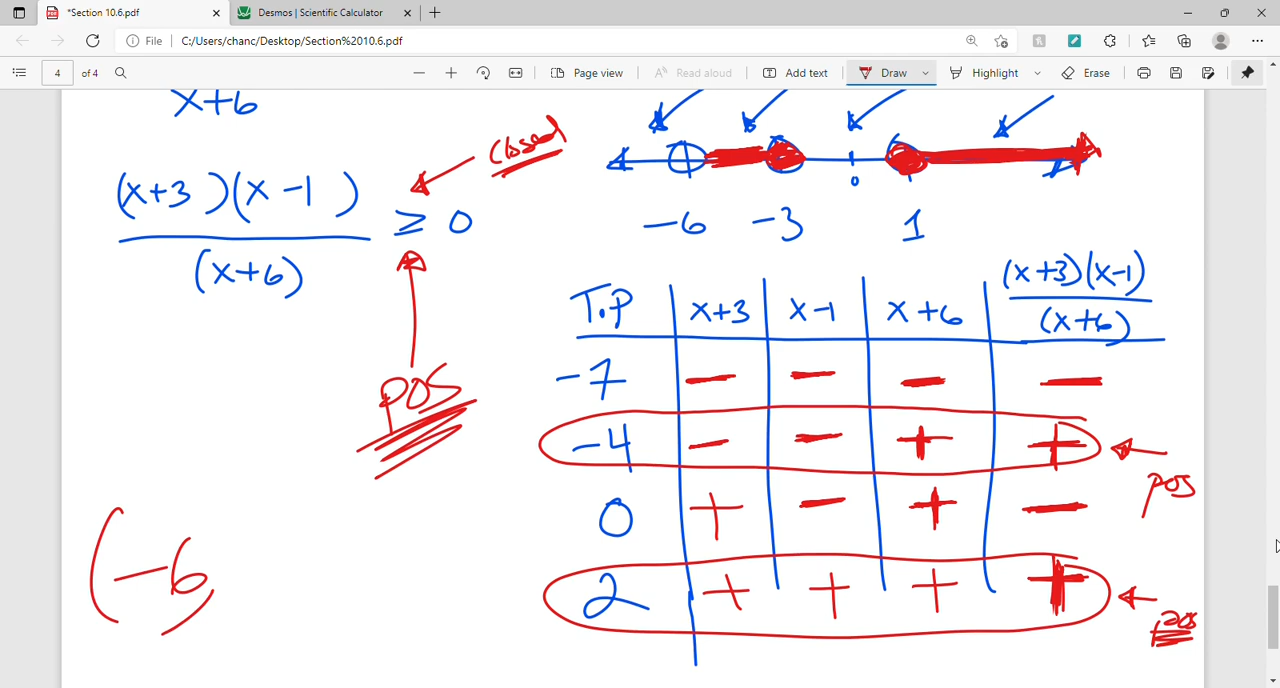 *Section 10.6.pdf
Desmos | Scientific Calculator
File C:/Users/chanc/Desktop/Section%2010.6.pdf
4 of 4 Page view Read aloud Add text Draw Highlight Erase
x+6
closed
(x+3)(x-1)
≥ 0
(x+6)
0
-6 -3 1
POS
T.P x+3 x-1 x+6 (x+3)(x-1)
(x+6)
-7 - - - -
-4 - - + +
pos
0 + - + -
2 + + + +
pos
(-6,